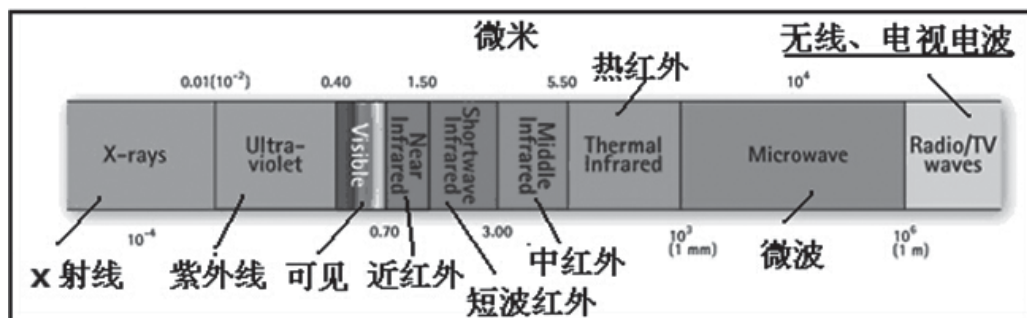 微米
无线、电视电波
热红外
0.01(10⁻²)
0.40
1.50
5.50
10⁴
X-rays
Ultra-
violet
Visible
Near
Infrared
Shortwave
Infrared
Middle
Infrared
Thermal
Infrared
Microwave
Radio/TV
waves
10⁻⁴
0.70
3.00
10³
(1 mm)
10⁶
(1 m)
X 射线
紫外线
可见
近红外
短波红外
中红外
微波